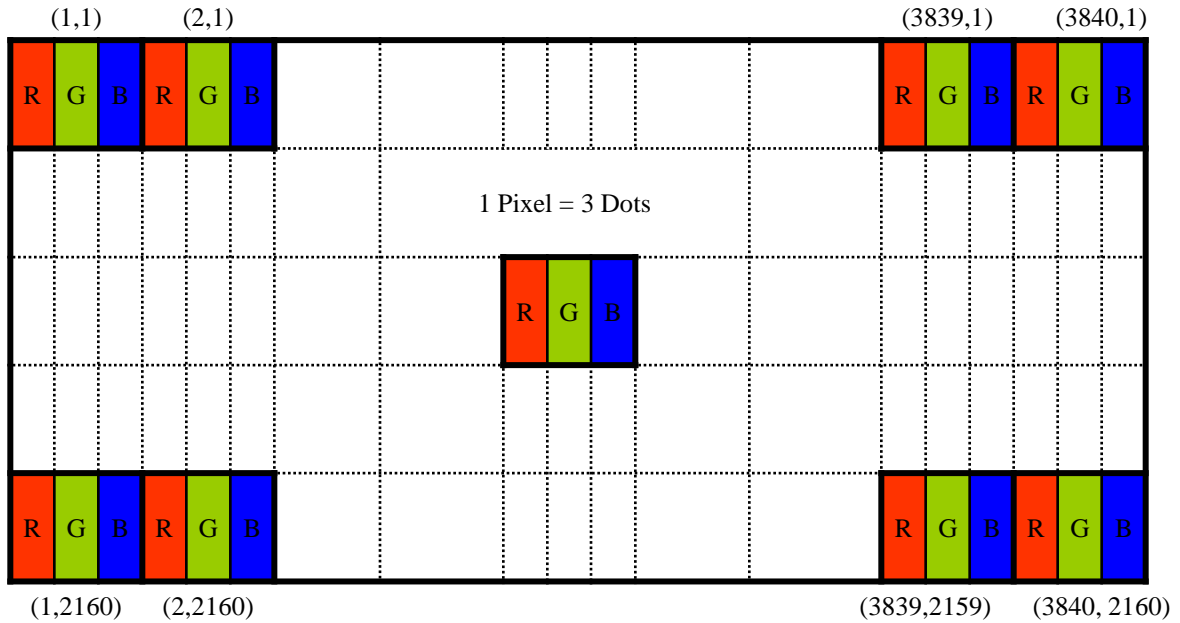 (1,1) (2,1) (3839,1) (3840,1)
R G B R G B R G B R G B
1 Pixel = 3 Dots
R G B
R G B R G B R G B R G B
(1,2160) (2,2160) (3839,2159) (3840, 2160)